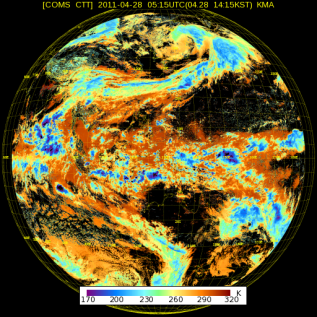 [COMS CTT] 2011-04-28 05:15UTC(04.28 14:15KST) KMA
K
170 200 230 260 290 320